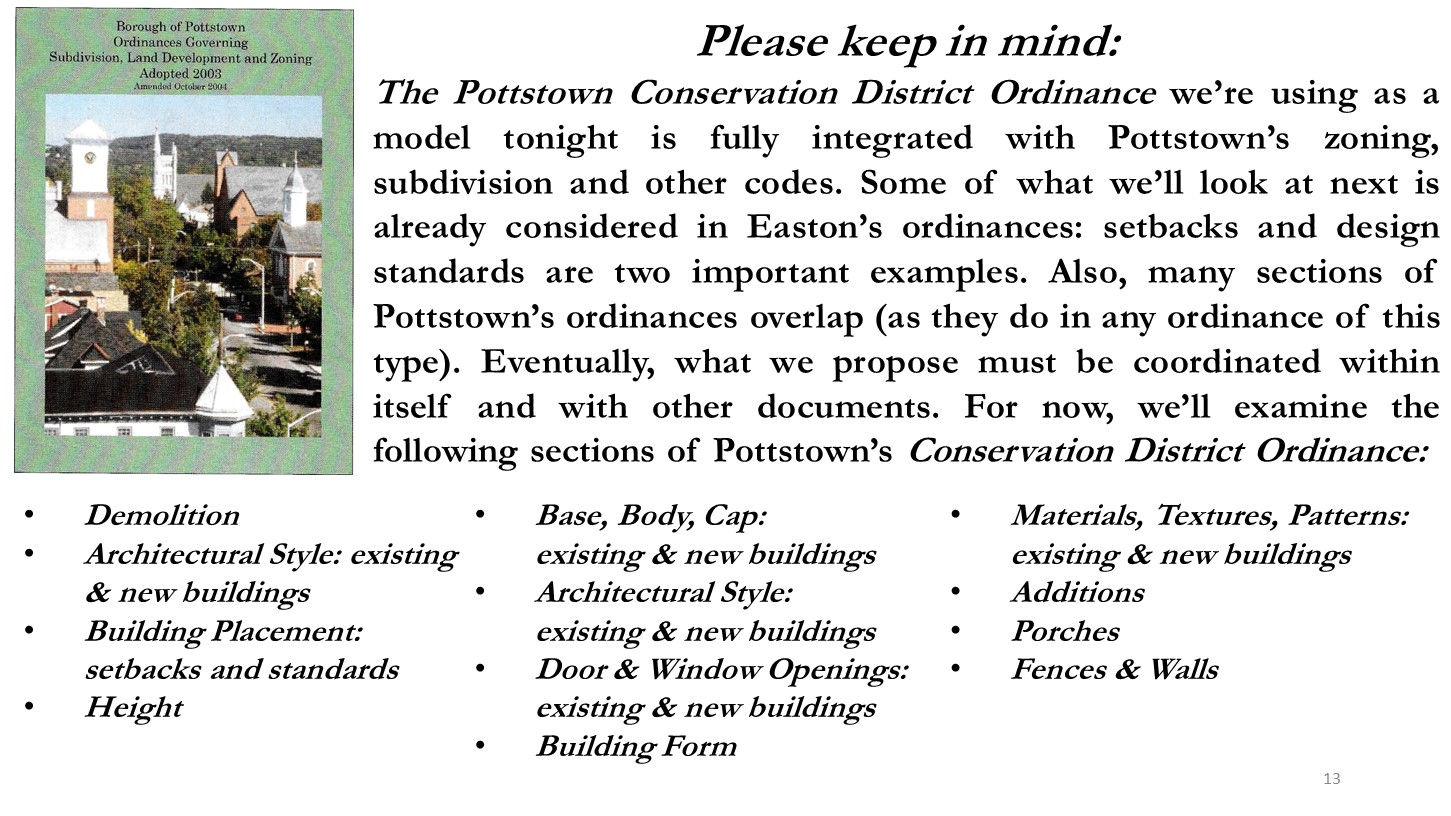 Borough of Pottstown
Ordinances Governing
Subdivision, Land Development and Zoning
Adopted 2003
Amended October 2004
Please keep in mind:
The Pottstown Conservation District Ordinance we’re using as a
model tonight is fully integrated with Pottstown’s zoning,
subdivision and other codes. Some of what we’ll look at next is
already considered in Easton’s ordinances: setbacks and design
standards are two important examples. Also, many sections of
Pottstown’s ordinances overlap (as they do in any ordinance of this
type). Eventually, what we propose must be coordinated within
itself and with other documents. For now, we’ll examine the
following sections of Pottstown’s Conservation District Ordinance:
• Demolition
• Architectural Style: existing
& new buildings
• Building Placement:
setbacks and standards
• Height
• Base, Body, Cap:
existing & new buildings
• Architectural Style:
existing & new buildings
• Door & Window Openings:
existing & new buildings
• Building Form
• Materials, Textures, Patterns:
existing & new buildings
• Additions
• Porches
• Fences & Walls
13